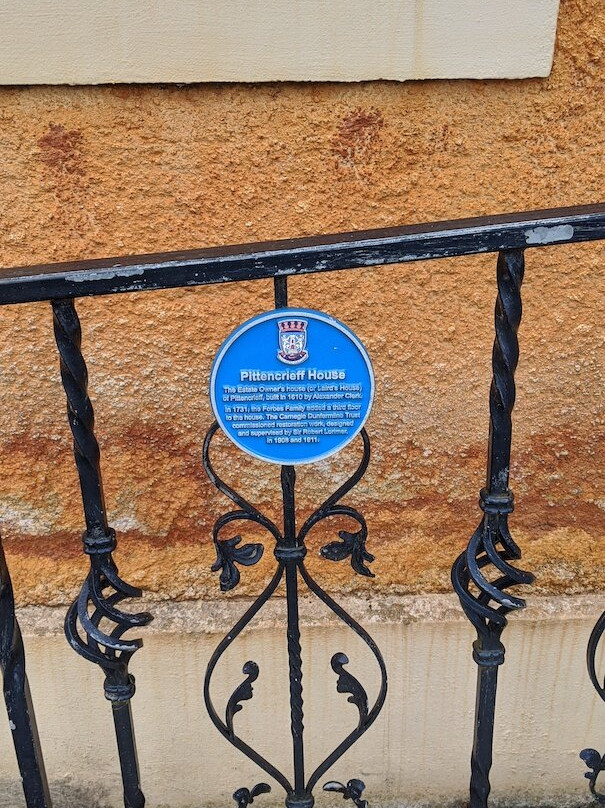 Pittencrieff House
The Estate Owner's house (or Laird's House)
of Pittencrieff, built in 1610 by Alexander Clerk.
In 1731, the Forbes Family added a third floor
to the house. The Carnegie Dunfermline Trust
commissioned restoration work, designed
and supervised by Sir Robert Lorimer,
in 1908 and 1911.